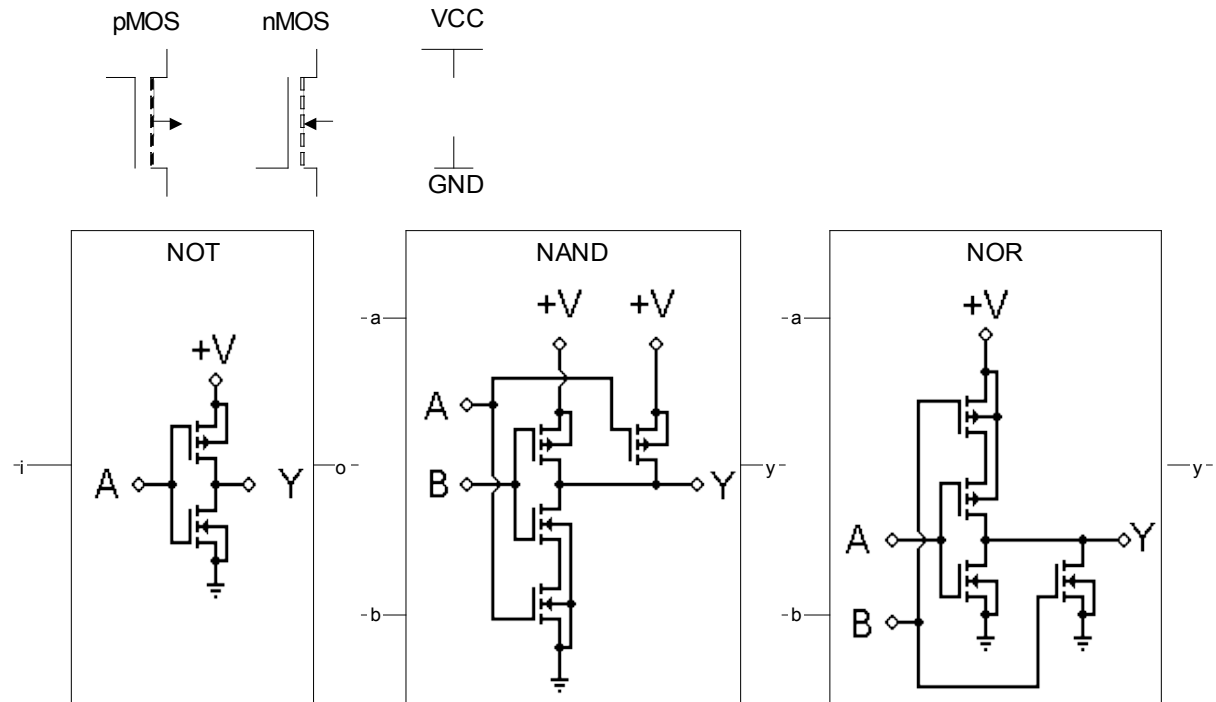 pMOS nMOS VCC
GND
NOT NAND NOR
+V +V +V
a a
+V
A
A Y i o B Y y y
A Y
b b
B